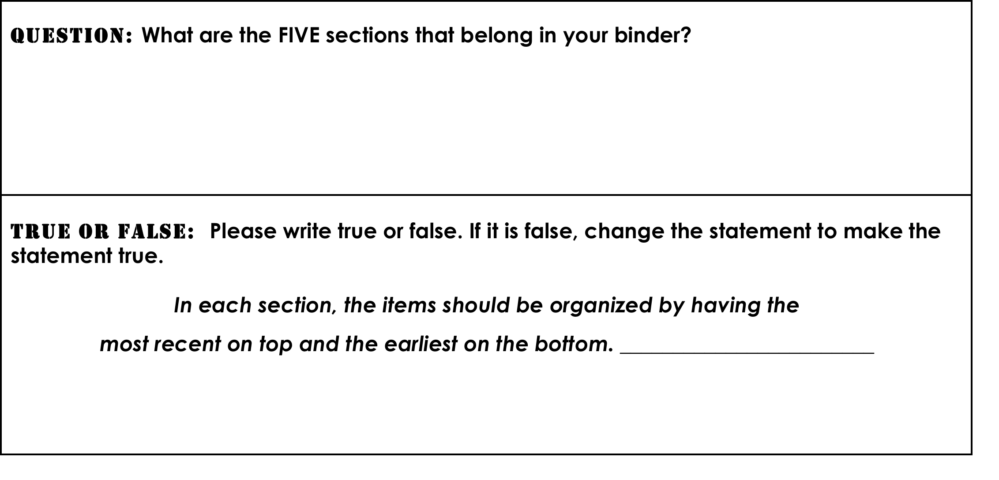 QUESTION: What are the FIVE sections that belong in your binder?
TRUE OR FALSE: Please write true or false. If it is false, change the statement to make the
statement true.
In each section, the items should be organized by having the
most recent on top and the earliest on the bottom. ________________________